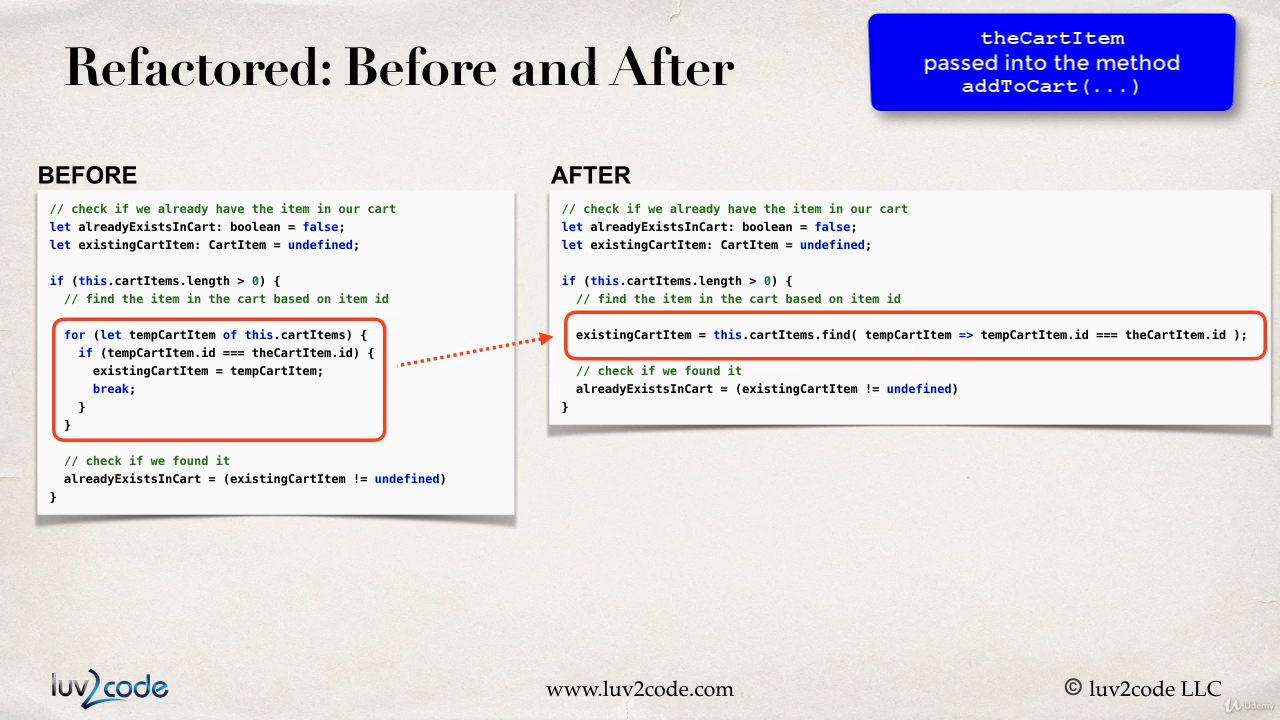 Refactored: Before and After
theCartItem
passed into the method
addToCart(...)
BEFORE
// check if we already have the item in our cart
let alreadyExistsInCart: boolean = false;
let existingCartItem: CartItem = undefined;
if (this.cartItems.length > 0) {
// find the item in the cart based on item id
for (let tempCartItem of this.cartItems) {
if (tempCartItem.id === theCartItem.id) {
existingCartItem = tempCartItem;
break;
}
}
// check if we found it
alreadyExistsInCart = (existingCartItem != undefined)
}
AFTER
// check if we already have the item in our cart
let alreadyExistsInCart: boolean = false;
let existingCartItem: CartItem = undefined;
if (this.cartItems.length > 0) {
// find the item in the cart based on item id
existingCartItem = this.cartItems.find( tempCartItem => tempCartItem.id === theCartItem.id );
// check if we found it
alreadyExistsInCart = (existingCartItem != undefined)
}
luv2code
www.luv2code.com
© luv2code LLC
Udemy